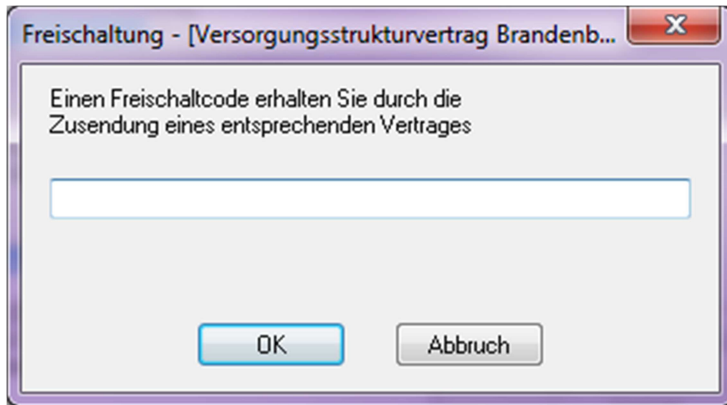 Freischaltung - [Versorgungsstrukturvertrag Brandenb...
Einen Freischaltcode erhalten Sie durch die
Zusendung eines entsprechenden Vertrages
OK
Abbruch